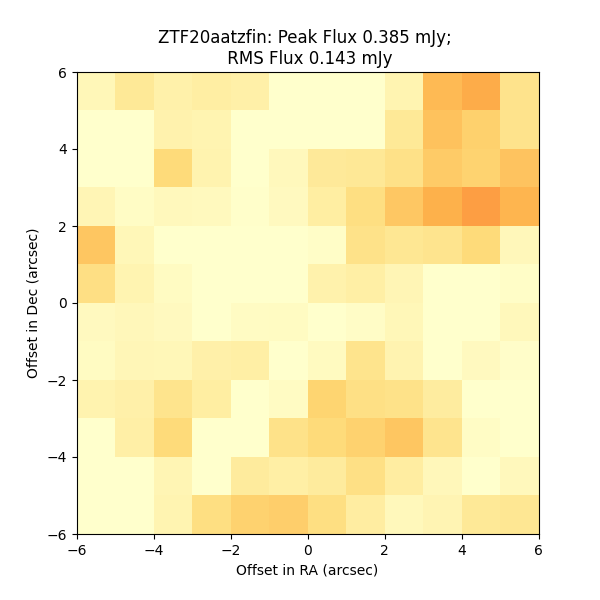 ZTF20aatzfin: Peak Flux 0.385 mJy;
RMS Flux 0.143 mJy
6
4
2
0
−2
−4
−6
Offset in Dec (arcsec)
−6 −4 −2 0 2 4 6
Offset in RA (arcsec)